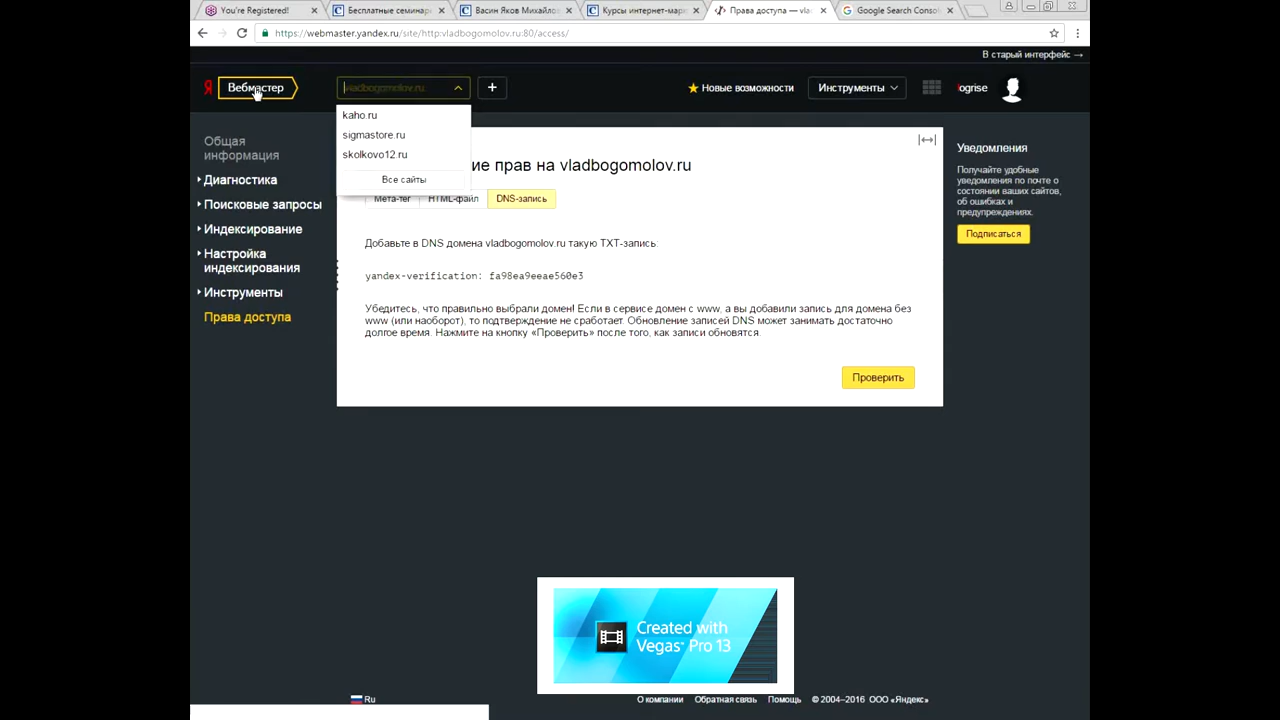 You're Registered!
Бесплатные семинары
Васин Яков Михайлов
Курсы интернет-мар
Права доступа — vlad
Google Search Conso
https://webmaster.yandex.ru/site/http:vladbogomolov.ru:80/access/
В старый интерфейс →
Я Вебмастер
vladbogomolov.ru
+
Новые возможности
Инструменты
logrise
kaho.ru
sigmastore.ru
skolkovo12.ru
Все сайты
Общая
информация
Диагностика
Поисковые запросы
Индексирование
Настройка
индексирования
Инструменты
Права доступа
ие прав на vladbogomolov.ru
Мета-тег
HTML-файл
DNS-запись
Добавьте в DNS домена vladbogomolov.ru такую TXT-запись:
yandex-verification: fa98ea9eeae560e3
Убедитесь, что правильно выбрали домен! Если в сервисе домен с www, а вы добавили запись для домена без
www (или наоборот), то подтверждение не сработает. Обновление записей DNS может занимать достаточно
долгое время. Нажмите на кнопку «Проверить» после того, как записи обновятся.
Проверить
Уведомления
Получайте удобные
уведомления по почте о
состоянии ваших сайтов,
об ошибках и
предупреждениях.
Подписаться
Created with
Vegas™ Pro 13
Ru
О компании
Обратная связь
Помощь
© 2004–2016 ООО «Яндекс»